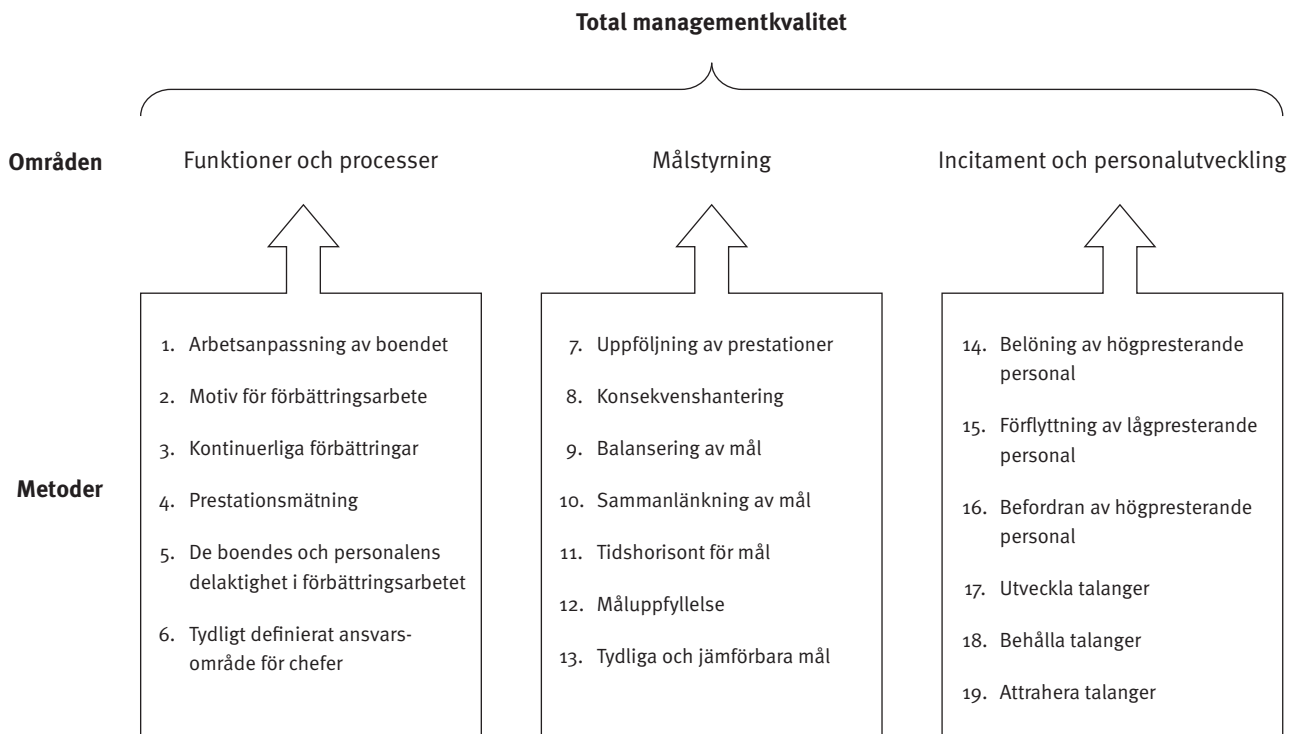 Total managementkvalitet
Områden
Funktioner och processer
Målstyrning
Incitament och personalutveckling
Metoder
1. Arbetsanpassning av boendet
2. Motiv för förbättringsarbete
3. Kontinuerliga förbättringar
4. Prestationsmätning
5. De boendes och personalens
delaktighet i förbättringsarbetet
6. Tydligt definierat ansvars-
område för chefer
7. Uppföljning av prestationer
8. Konsekvenshantering
9. Balansering av mål
10. Sammanlänkning av mål
11. Tidshorisont för mål
12. Måluppfyllelse
13. Tydliga och jämförbara mål
14. Belöning av högpresterande
personal
15. Förflyttning av lågpresterande
personal
16. Befordran av högpresterande
personal
17. Utveckla talanger
18. Behålla talanger
19. Attrahera talanger